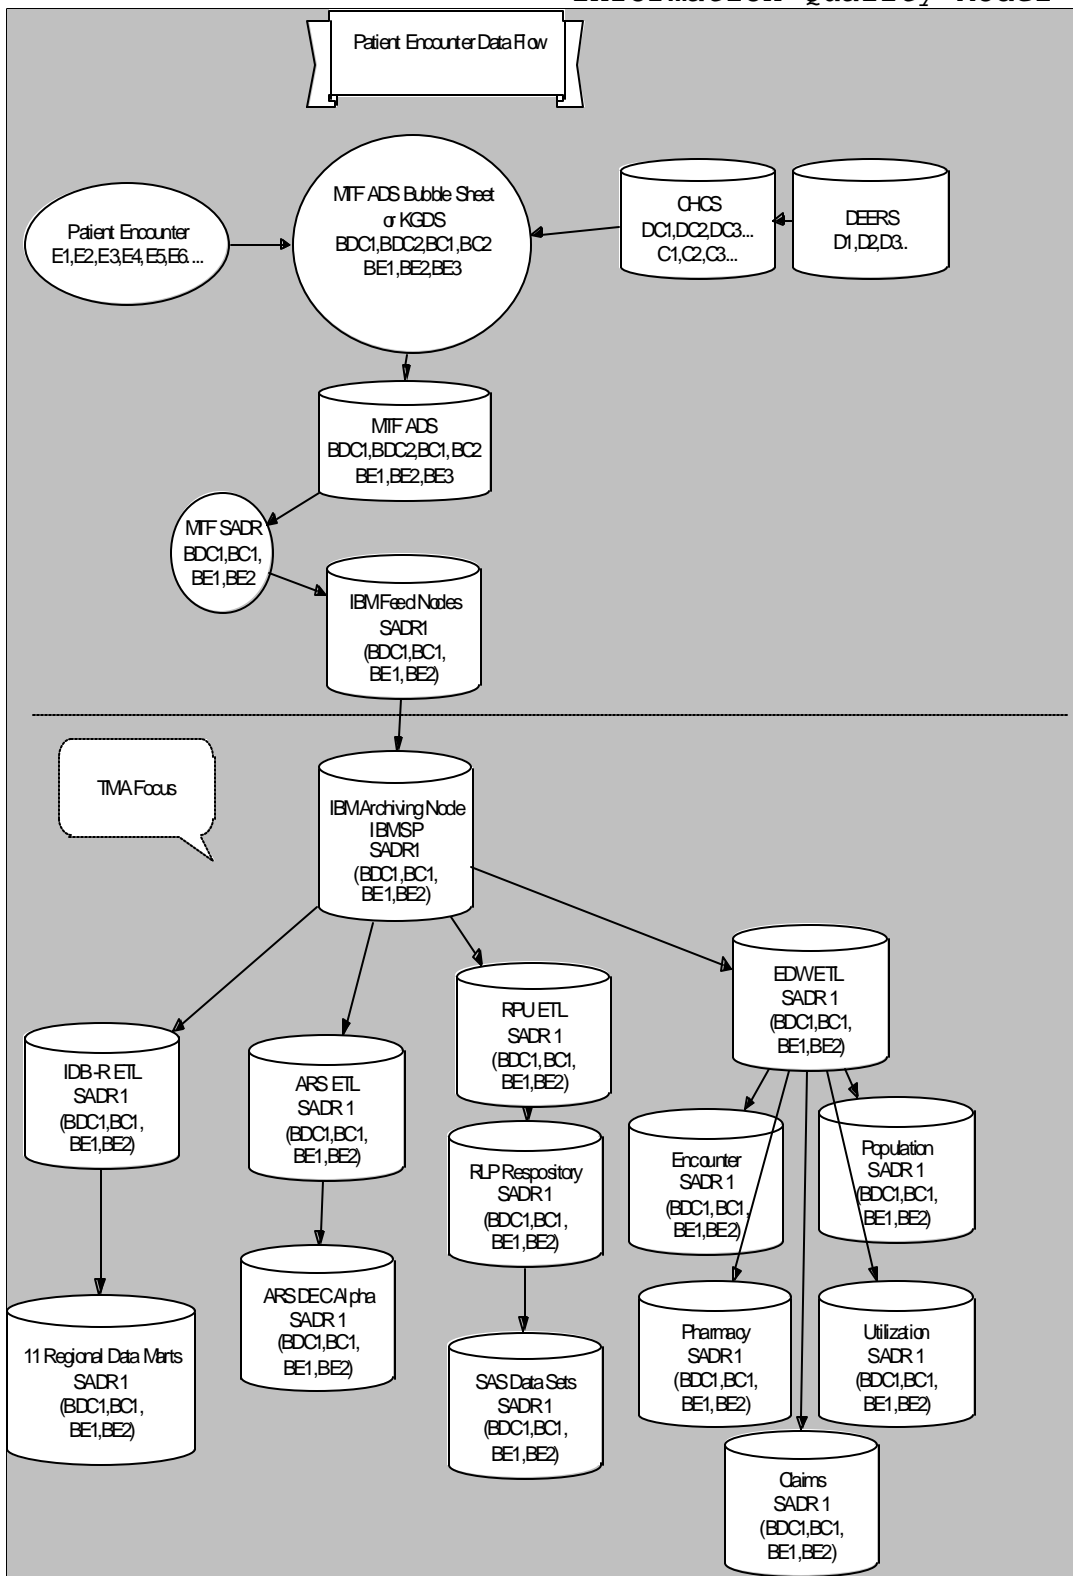 Information Quality Model
Patient Encounter Data Flow
MTF ADS Bubble Sheet
or KGDS
BDC1,BDC2,BC1,BC2
BE1,BE2,BE3
Patient Encounter
E1,E2,E3,E4,E5,E6....
CHCS
DC1,DC2,DC3...
C1,C2,C3...
DEERS
D1,D2,D3..
MTF ADS
BDC1,BDC2,BC1,BC2
BE1,BE2,BE3
MTF SADR
BDC1,BC1,
BE1,BE2
IBM Feed Nodes
SADR1
(BDC1,BC1,
BE1,BE2)
TMA Focus
IBM Archiving Node
IBM SP
SADR1
(BDC1,BC1,
BE1,BE2)
EDW ETL
SADR 1
(BDC1,BC1,
BE1,BE2)
RPU ETL
SADR 1
(BDC1,BC1,
BE1,BE2)
IDB-R ETL
SADR 1
(BDC1,BC1,
BE1,BE2)
ARS ETL
SADR 1
(BDC1,BC1,
BE1,BE2)
RLP Respository
SADR 1
(BDC1,BC1,
BE1,BE2)
Encounter
SADR 1
(BDC1,BC1,
BE1,BE2)
Population
SADR 1
(BDC1,BC1,
BE1,BE2)
11 Regional Data Marts
SADR 1
(BDC1,BC1,
BE1,BE2)
ARS DEC Alpha
SADR 1
(BDC1,BC1,
BE1,BE2)
SAS Data Sets
SADR 1
(BDC1,BC1,
BE1,BE2)
Pharmacy
SADR 1
(BDC1,BC1,
BE1,BE2)
Utilization
SADR 1
(BDC1,BC1,
BE1,BE2)
Claims
SADR 1
(BDC1,BC1,
BE1,BE2)